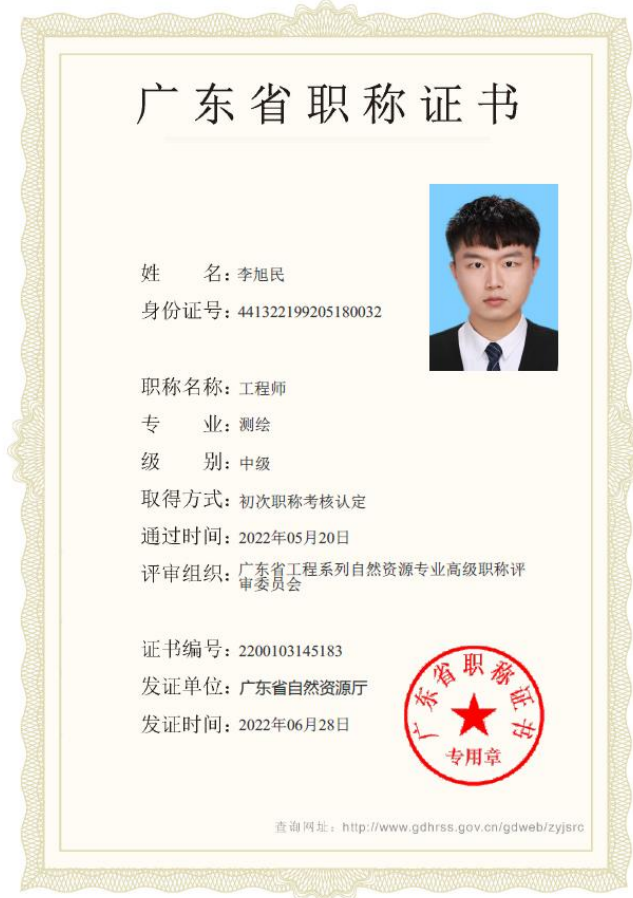 广东省职称证书
姓　　名：李旭民
身份证号：441322199205180032
职称名称：工程师
专　　业：测绘
级　　别：中级
取得方式：初次职称考核认定
通过时间：2022年05月20日
评审组织：广东省工程系列自然资源专业高级职称评
审委员会
证书编号：2200103145183
发证单位：广东省自然资源厅
发证时间：2022年06月28日
广东省职称证书
专用章
查询网址：http://www.gdhrss.gov.cn/gdweb/zyjsrc